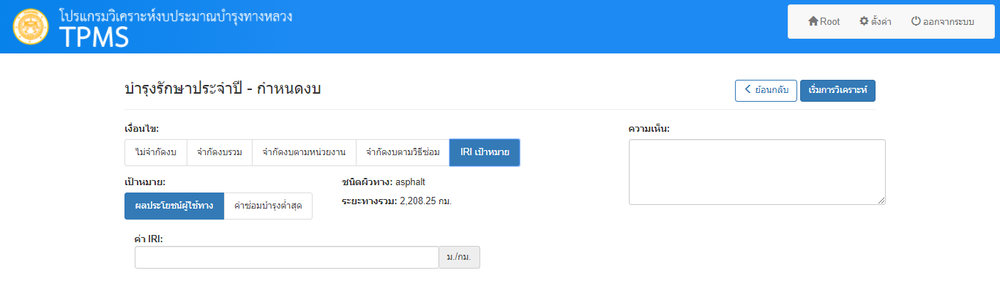 โปรแกรมวิเคราะห์งบประมาณบำรุงทางหลวง
TPMS
Root ตั้งค่า ออกจากระบบ
บำรุงรักษาประจำปี - กำหนดงบ
ย้อนกลับ เริ่มการวิเคราะห์
เงื่อนไข: ความเห็น:
ไม่จำกัดงบ จำกัดงบรวม จำกัดงบตามหน่วยงาน จำกัดงบตามวิธีซ่อม IRI เป้าหมาย
เป้าหมาย: ชนิดผิวทาง: asphalt
ผลประโยชน์ผู้ใช้ทาง ค่าซ่อมบำรุงต่ำสุด ระยะทางรวม: 2,208.25 กม.
ค่า IRI:
ม./กม.